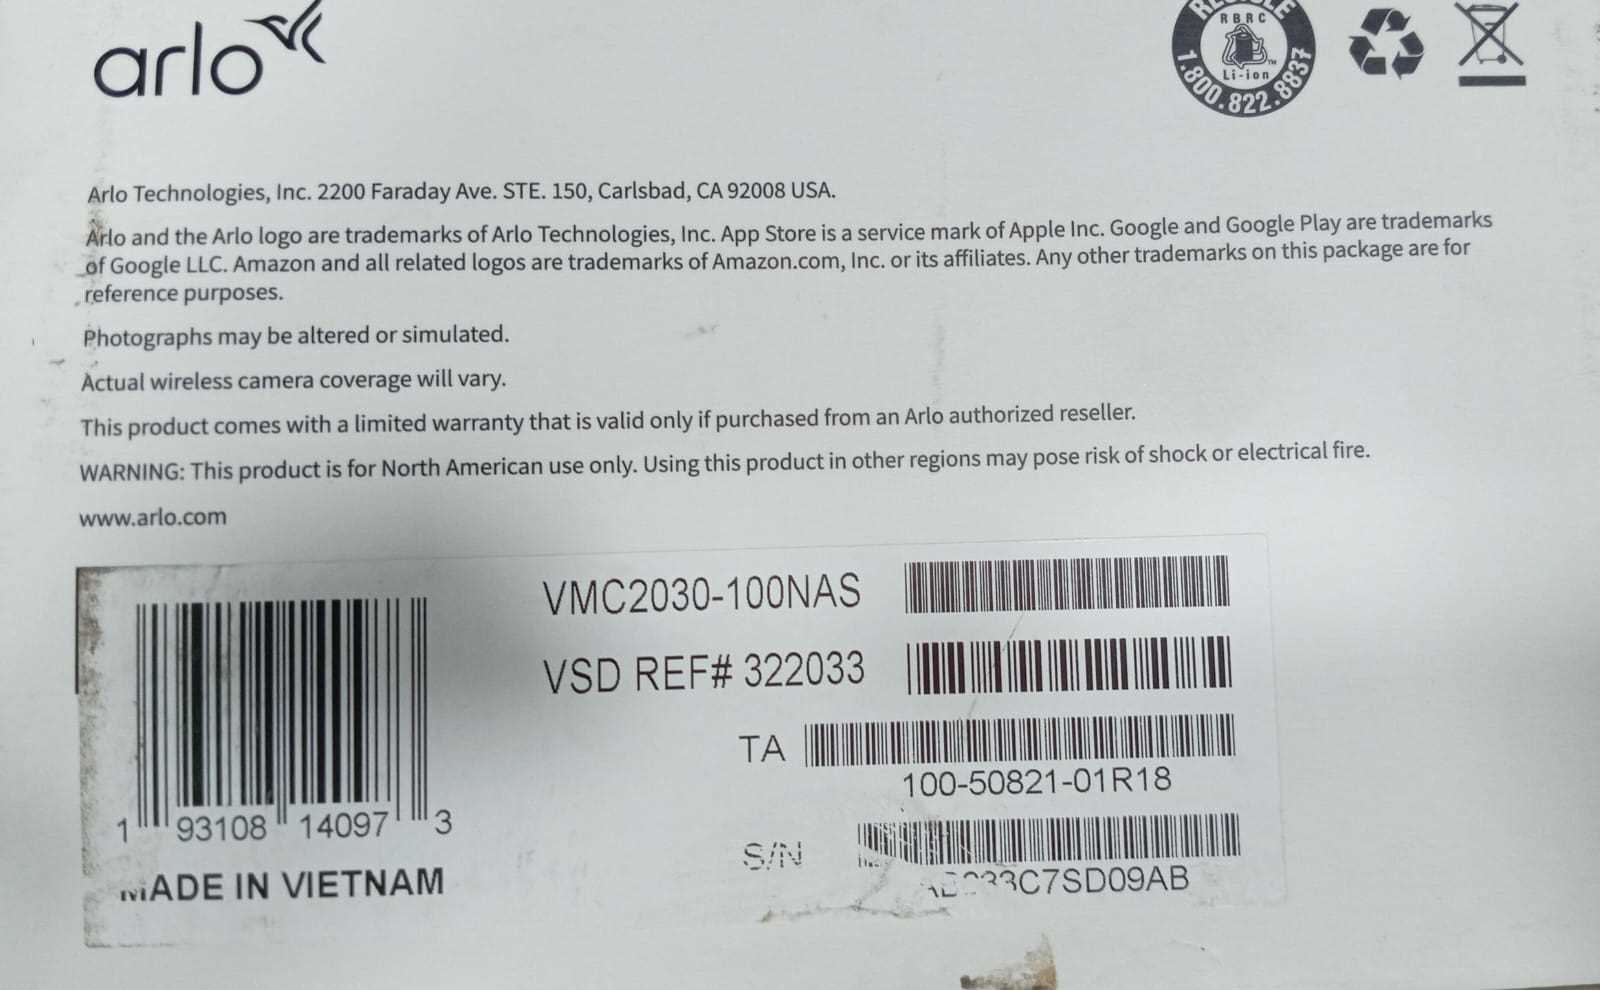 arlo
RECYCLE
RBRC
Li-ion
TM
1.800.822.8837
Arlo Technologies, Inc. 2200 Faraday Ave. STE. 150, Carlsbad, CA 92008 USA.
Arlo and the Arlo logo are trademarks of Arlo Technologies, Inc. App Store is a service mark of Apple Inc. Google and Google Play are trademarks
of Google LLC. Amazon and all related logos are trademarks of Amazon.com, Inc. or its affiliates. Any other trademarks on this package are for
reference purposes.
Photographs may be altered or simulated.
Actual wireless camera coverage will vary.
This product comes with a limited warranty that is valid only if purchased from an Arlo authorized reseller.
WARNING: This product is for North American use only. Using this product in other regions may pose risk of shock or electrical fire.
www.arlo.com
VMC2030-100NAS
VSD REF# 322033
TA
100-50821-01R18
1 93108 14097 3
S/N
MADE IN VIETNAM